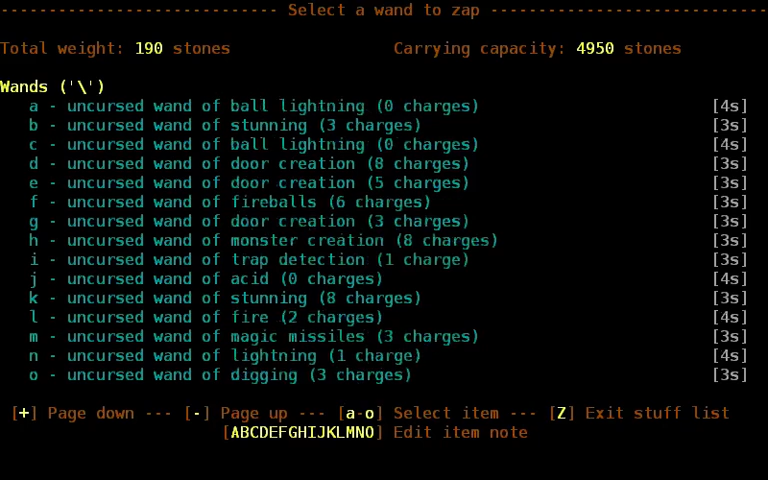 ----------------------------- Select a wand to zap -----------------------------
Total weight: 190 stones                 Carrying capacity: 4950 stones
Wands ('\')
a - uncursed wand of ball lightning (0 charges) [4s]
b - uncursed wand of stunning (3 charges) [3s]
c - uncursed wand of ball lightning (0 charges) [4s]
d - uncursed wand of door creation (8 charges) [3s]
e - uncursed wand of door creation (5 charges) [3s]
f - uncursed wand of fireballs (6 charges) [3s]
g - uncursed wand of door creation (3 charges) [3s]
h - uncursed wand of monster creation (8 charges) [3s]
i - uncursed wand of trap detection (1 charge) [3s]
j - uncursed wand of acid (0 charges) [4s]
k - uncursed wand of stunning (8 charges) [3s]
l - uncursed wand of fire (2 charges) [4s]
m - uncursed wand of magic missiles (3 charges) [3s]
n - uncursed wand of lightning (1 charge) [4s]
o - uncursed wand of digging (3 charges) [3s]
[+] Page down --- [-] Page up --- [a-o] Select item --- [Z] Exit stuff list
[ABCDEFGHIJKLMNO] Edit item note